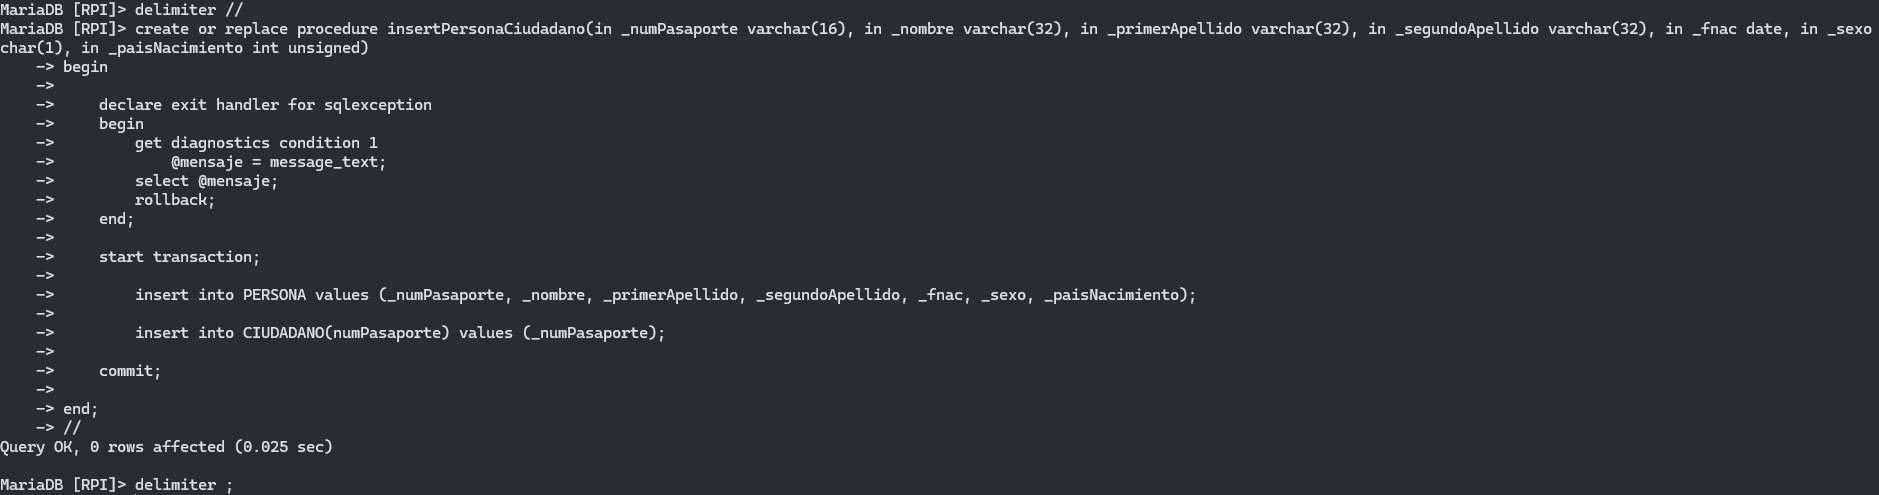 MariaDB [RPI]> delimiter //
MariaDB [RPI]> create or replace procedure insertPersonaCiudadano(in _numPasaporte varchar(16), in _nombre varchar(32), in _primerApellido varchar(32), in _segundoApellido varchar(32), in _fnac date, in _sexo
char(1), in _paisNacimiento int unsigned)
    -> begin
    ->
    ->     declare exit handler for sqlexception
    ->     begin
    ->         get diagnostics condition 1
    ->             @mensaje = message_text;
    ->         select @mensaje;
    ->         rollback;
    ->     end;
    ->
    ->     start transaction;
    ->
    ->         insert into PERSONA values (_numPasaporte, _nombre, _primerApellido, _segundoApellido, _fnac, _sexo, _paisNacimiento);
    ->
    ->         insert into CIUDADANO(numPasaporte) values (_numPasaporte);
    ->
    ->     commit;
    ->
    -> end;
    -> //
Query OK, 0 rows affected (0.025 sec)

MariaDB [RPI]> delimiter ;